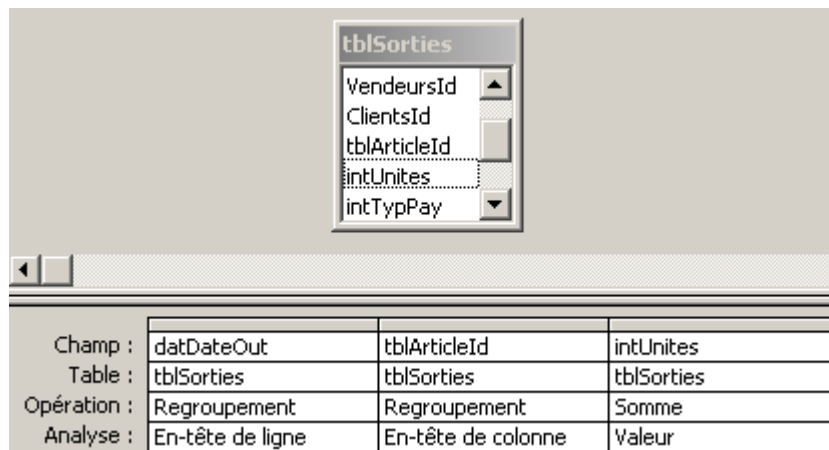 tblSorties
VendeursId
ClientsId
tblArticleId
intUnites
intTypPay
Champ : datDateOut tblArticleId intUnites
Table : tblSorties tblSorties tblSorties
Opération : Regroupement Regroupement Somme
Analyse : En-tête de ligne En-tête de colonne Valeur